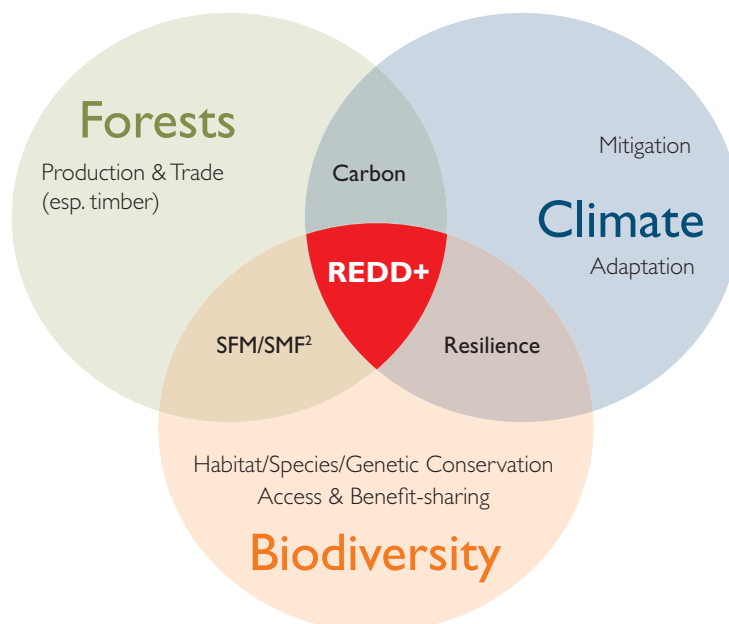 Forests
Production & Trade
(esp. timber)
Carbon
Mitigation
Climate
Adaptation
REDD+
SFM/SMF²
Resilience
Habitat/Species/Genetic Conservation
Access & Benefit-sharing
Biodiversity